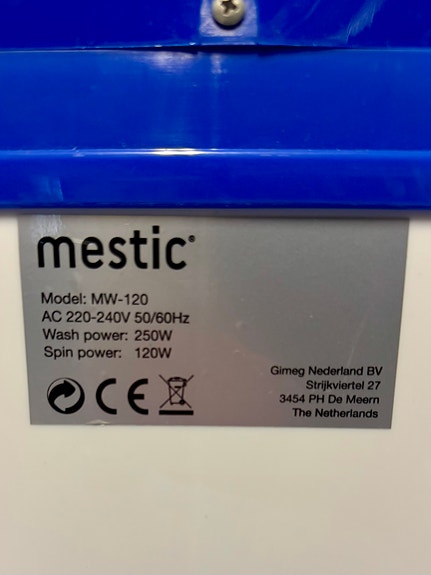 mestic®
Model: MW-120
AC 220-240V 50/60Hz
Wash power: 250W
Spin power: 120W
CE
Gimeg Nederland BV
Strijkviertel 27
3454 PH De Meern
The Netherlands